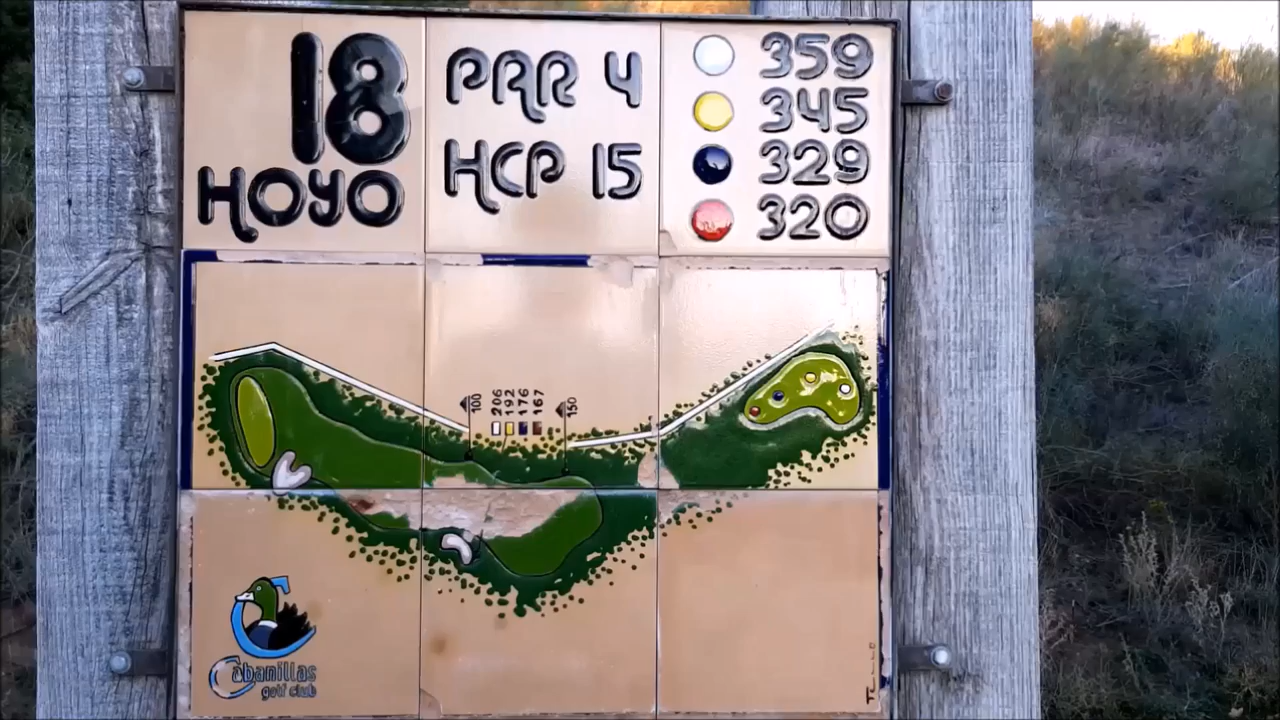 18
HOYO
PAR 4
HCP 15
359
345
329
320
100
206
192
176
167
150
Cabanillas
golf club